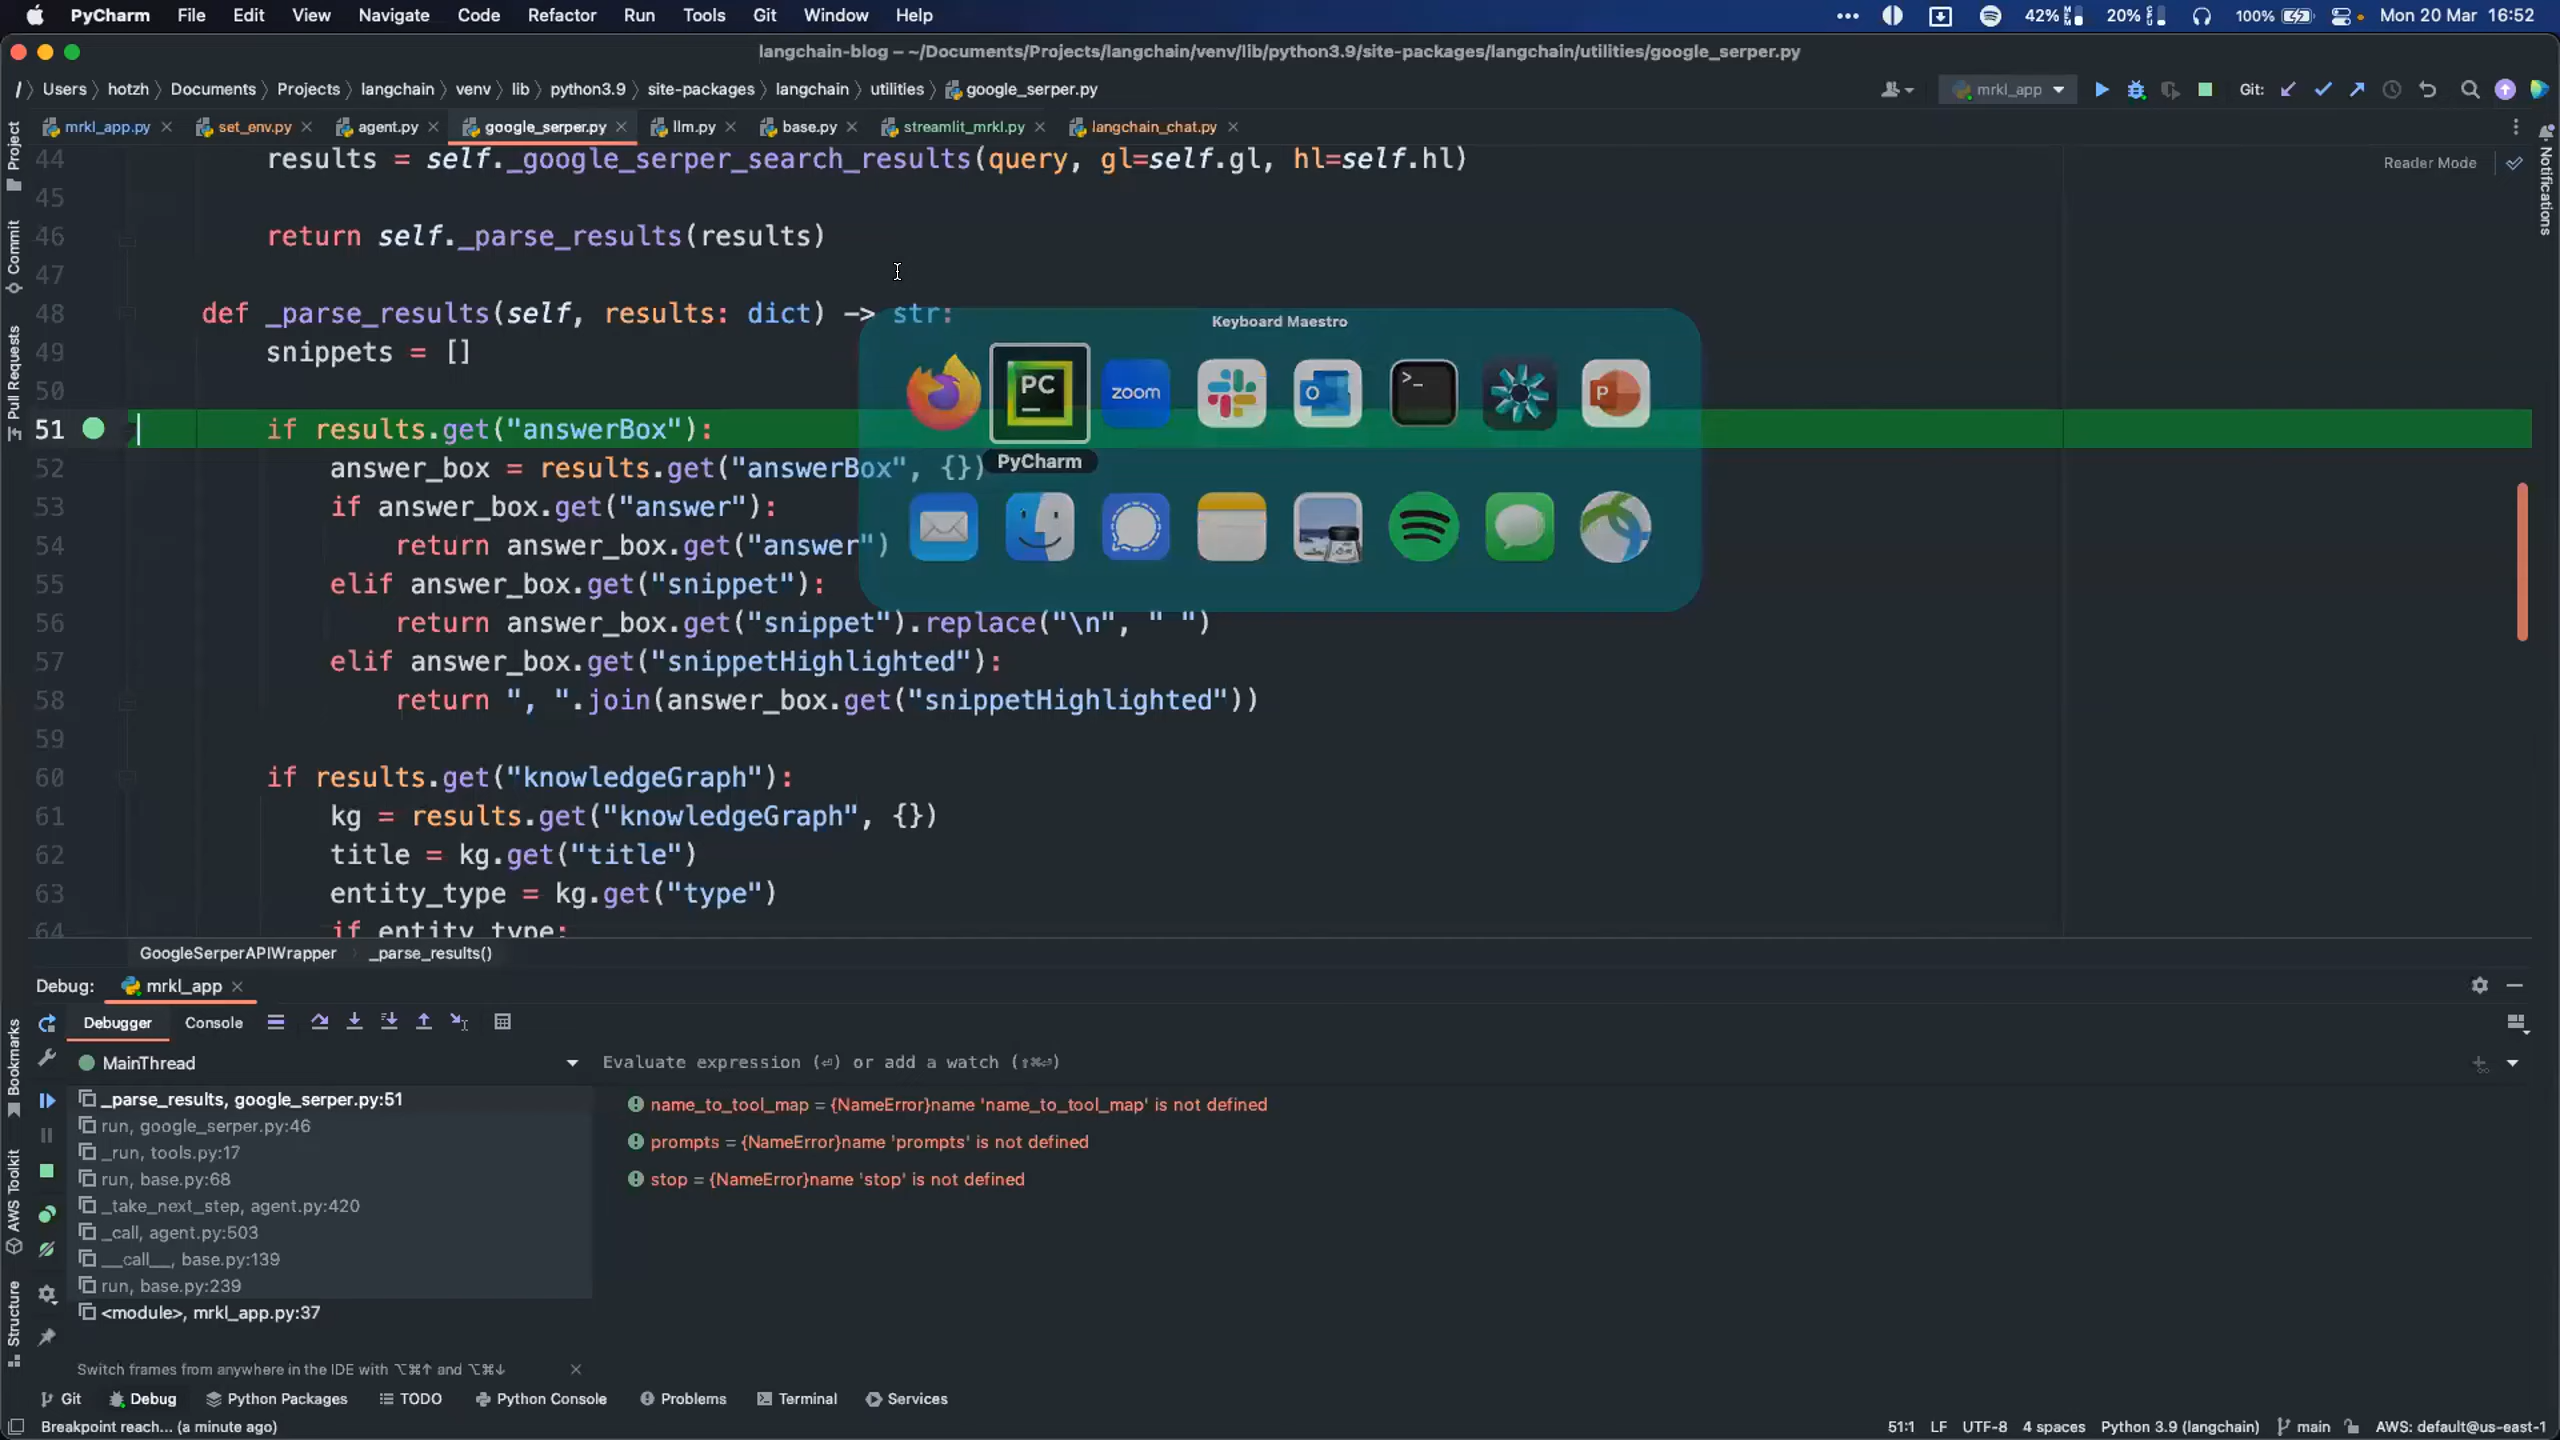 PyCharm File Edit View Navigate Code Refactor Run Tools Git Window Help 42% 20% 100% Mon 20 Mar 16:52
langchain-blog – ~/Documents/Projects/langchain/venv/lib/python3.9/site-packages/langchain/utilities/google_serper.py
/ Users hotzh Documents Projects langchain venv lib python3.9 site-packages langchain utilities google_serper.py mrkl_app Git:
mrkl_app.py set_env.py agent.py google_serper.py llm.py base.py streamlit_mrkl.py langchain_chat.py
Reader Mode
44 results = self._google_serper_search_results(query, gl=self.gl, hl=self.hl)
45
46 return self._parse_results(results)
47
48 def _parse_results(self, results: dict) -> str:
49 snippets = []
50
51 if results.get("answerBox"):
52 answer_box = results.get("answerBox", {})
53 if answer_box.get("answer"):
54 return answer_box.get("answer")
55 elif answer_box.get("snippet"):
56 return answer_box.get("snippet").replace("\n", " ")
57 elif answer_box.get("snippetHighlighted"):
58 return ", ".join(answer_box.get("snippetHighlighted"))
59
60 if results.get("knowledgeGraph"):
61 kg = results.get("knowledgeGraph", {})
62 title = kg.get("title")
63 entity_type = kg.get("type")
64 if entity_type:
Keyboard Maestro
PC
zoom
>_
P
PyCharm
Project
Commit
Pull Requests
Bookmarks
AWS Toolkit
Structure
Notifications
GoogleSerperAPIWrapper _parse_results()
Debug: mrkl_app
Debugger Console
MainThread
Evaluate expression (⏎) or add a watch (⇧⌘⏎)
_parse_results, google_serper.py:51
run, google_serper.py:46
_run, tools.py:17
run, base.py:68
_take_next_step, agent.py:420
_call, agent.py:503
__call__, base.py:139
run, base.py:239
<module>, mrkl_app.py:37
name_to_tool_map = {NameError}name 'name_to_tool_map' is not defined
prompts = {NameError}name 'prompts' is not defined
stop = {NameError}name 'stop' is not defined
Switch frames from anywhere in the IDE with ⌥⌘↑ and ⌥⌘↓
Git Debug Python Packages TODO Python Console Problems Terminal Services
Breakpoint reach... (a minute ago) 51:1 LF UTF-8 4 spaces Python 3.9 (langchain) main AWS: default@us-east-1